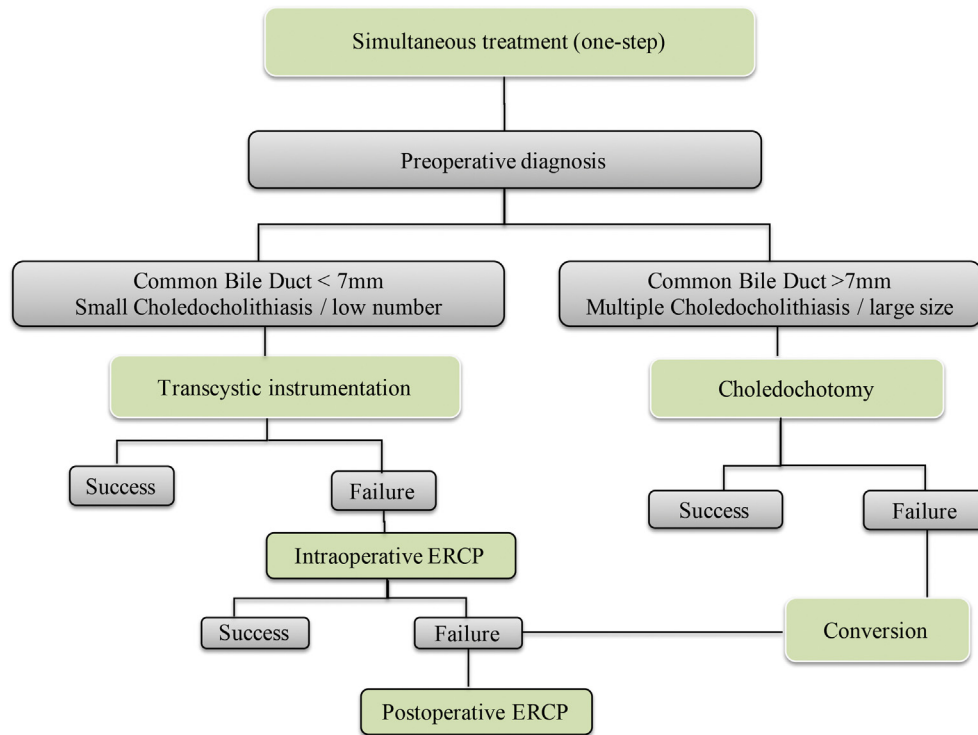 Simultaneous treatment (one-step)
Preoperative diagnosis
Common Bile Duct < 7mm
Small Choledocholithiasis / low number
Common Bile Duct >7mm
Multiple Choledocholithiasis / large size
Transcystic instrumentation
Choledochotomy
Success
Failure
Success
Failure
Intraoperative ERCP
Success
Failure
Conversion
Postoperative ERCP